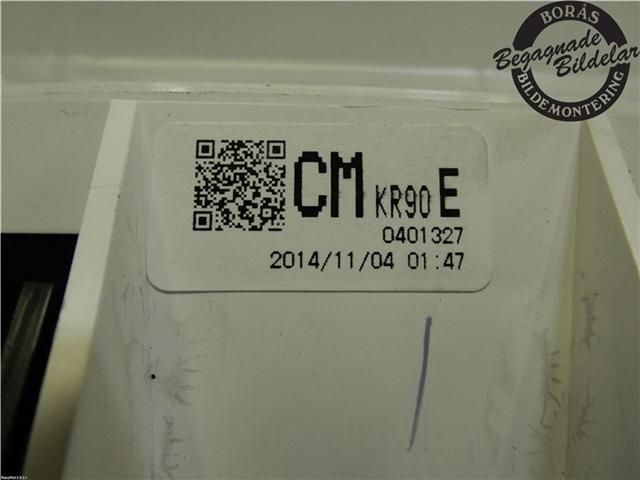 BORÅS
Begagnade
Bildelar
BILDEMONTERING
CM KR90 E
0401327
2014/11/04 01:47